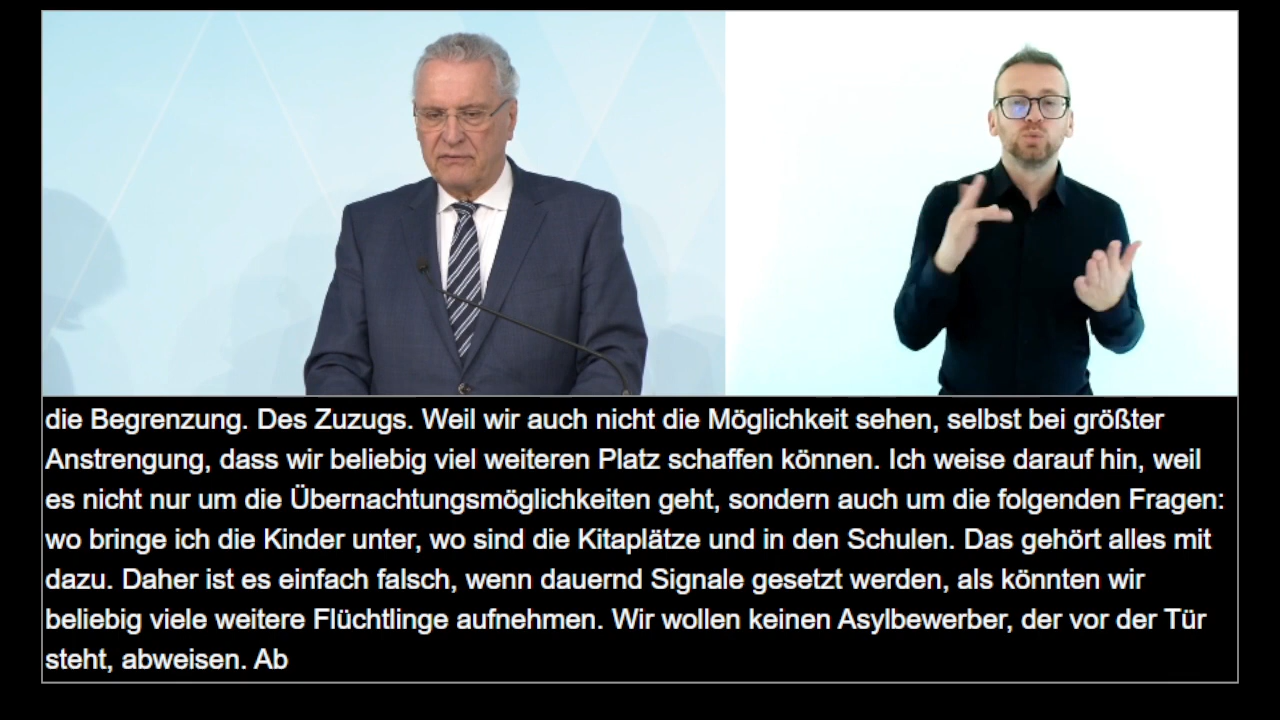 die Begrenzung. Des Zuzugs. Weil wir auch nicht die Möglichkeit sehen, selbst bei größter
Anstrengung, dass wir beliebig viel weiteren Platz schaffen können. Ich weise darauf hin, weil
es nicht nur um die Übernachtungsmöglichkeiten geht, sondern auch um die folgenden Fragen:
wo bringe ich die Kinder unter, wo sind die Kitaplätze und in den Schulen. Das gehört alles mit
dazu. Daher ist es einfach falsch, wenn dauernd Signale gesetzt werden, als könnten wir
beliebig viele weitere Flüchtlinge aufnehmen. Wir wollen keinen Asylbewerber, der vor der Tür
steht, abweisen. Ab